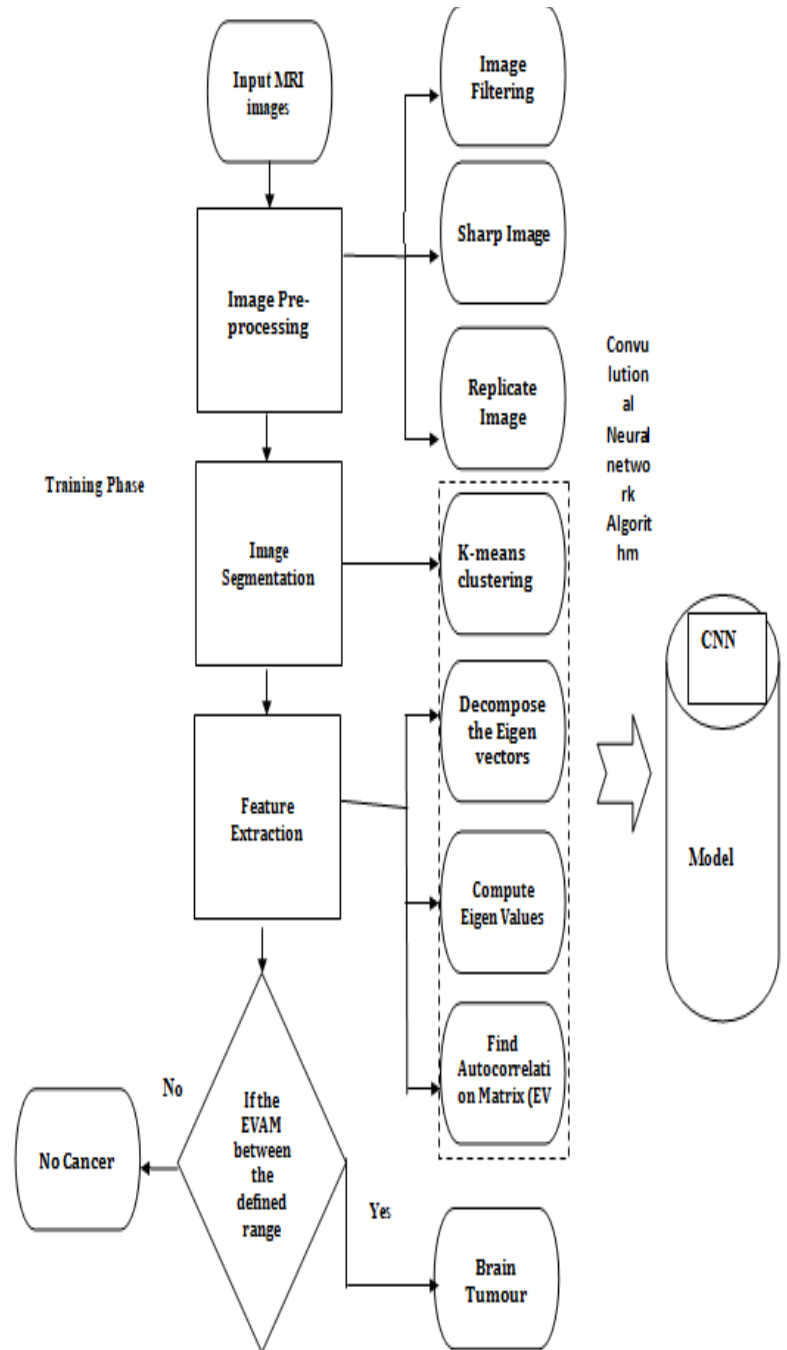 Input MRI
images
Image
Filtering
Sharp Image
Image Pre-
processing
Replicate
Image
Convu
lution
al
Neural
netwo
rk
Algorit
hm
Training Phase
Image
Segmentation
K-means
clustering
CNN
Model
Decompose
the Eigen
vectors
Feature
Extraction
Compute
Eigen Values
Find
Autocorrelati
on Matrix (EV
No
If the
EVAM
between
the
defined
range
No Cancer
Yes
Brain
Tumour